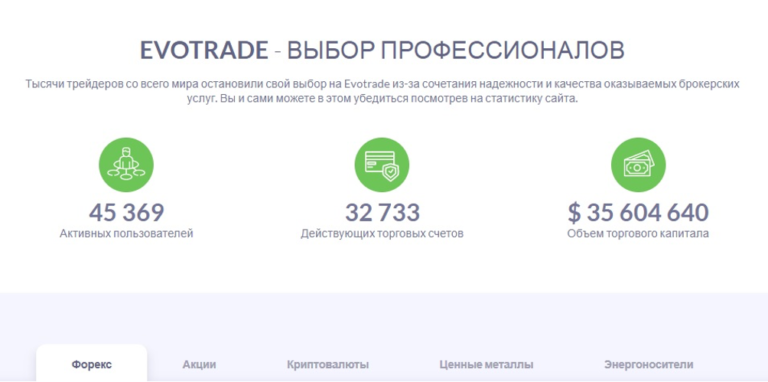 EVOTRADE - ВЫБОР ПРОФЕССИОНАЛОВ
Тысячи трейдеров со всего мира остановили свой выбор на Evotrade из-за сочетания надежности и качества оказываемых брокерских
услуг. Вы и сами можете в этом убедиться посмотрев на статистику сайта.
45 369 32 733 $ 35 604 640
Активных пользователей Действующих торговых счетов Объем торгового капитала
Форекс Акции Криптовалюты Ценные металлы Энергоносители